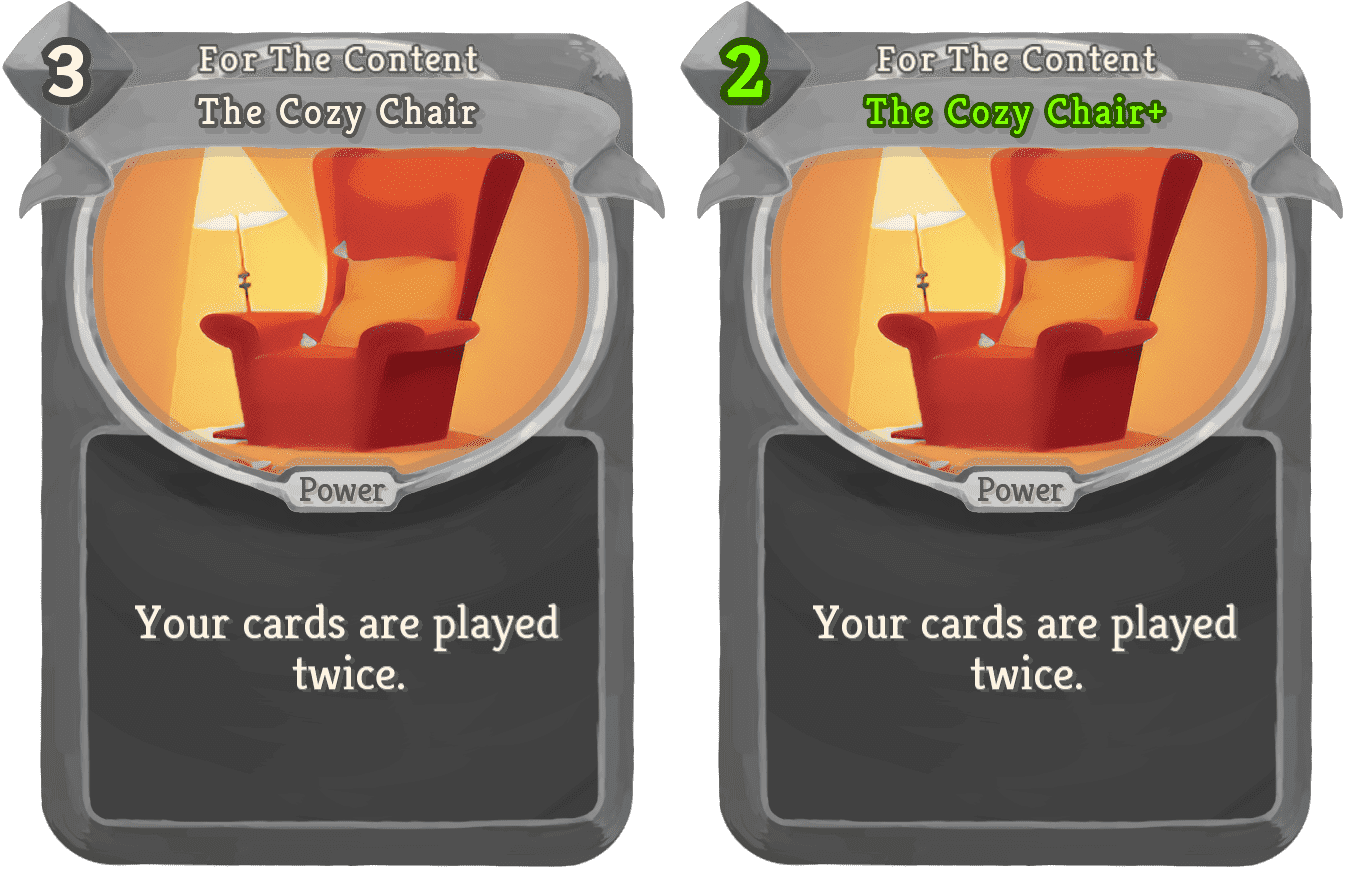 3
For The Content
The Cozy Chair
Power
Your cards are played
twice.
2
For The Content
The Cozy Chair+
Power
Your cards are played
twice.